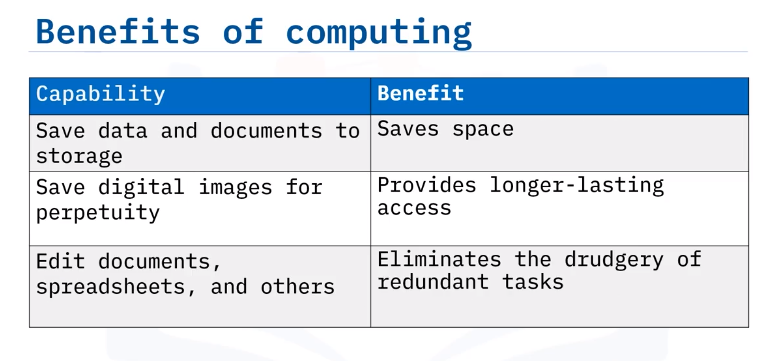 Benefits of computing
Capability
Benefit
Save data and documents to
storage
Saves space
Save digital images for
perpetuity
Provides longer-lasting
access
Edit documents,
spreadsheets, and others
Eliminates the drudgery of
redundant tasks